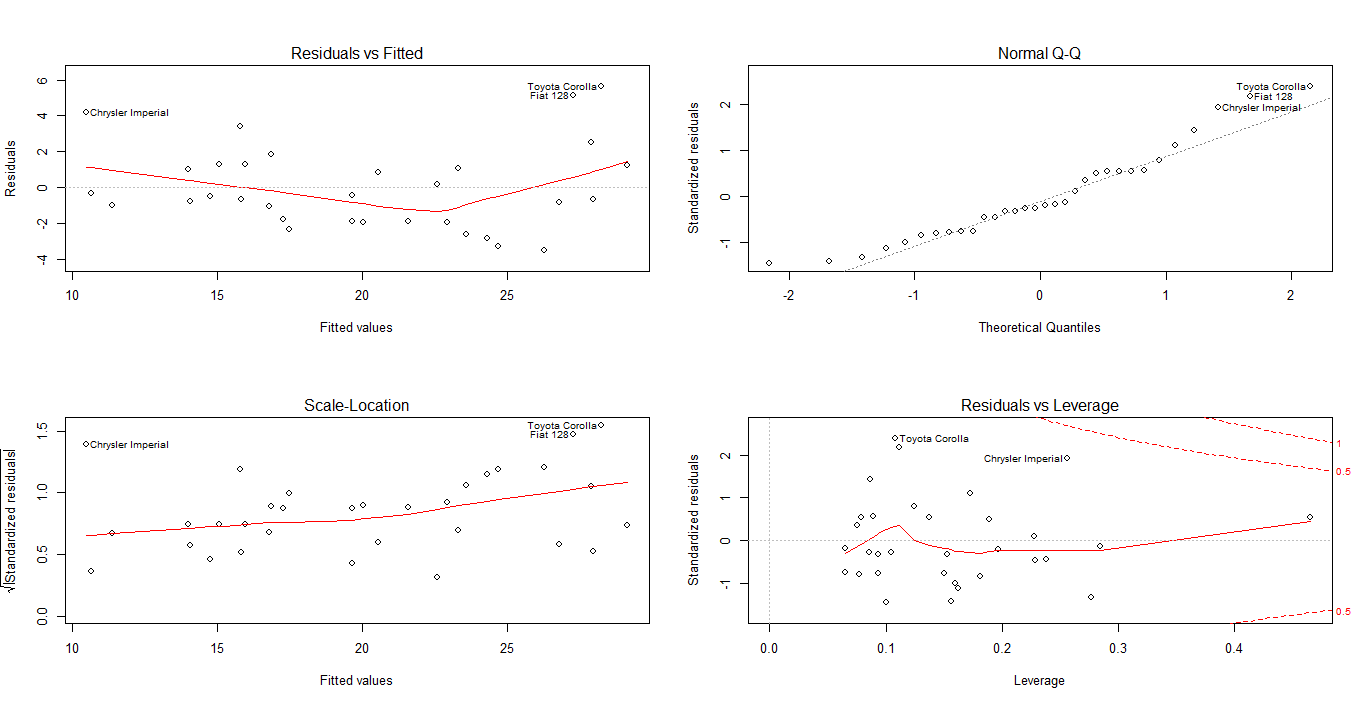 Residuals vs Fitted
Residuals
6
4
2
0
-2
-4
Toyota Corolla
Fiat 128
Chrysler Imperial
10 15 20 25
Fitted values
Normal Q-Q
Standardized residuals
2
1
0
-1
Toyota Corolla
Fiat 128
Chrysler Imperial
-2 -1 0 1 2
Theoretical Quantiles
Scale-Location
√|Standardized residuals|
1.5
1.0
0.5
0.0
Toyota Corolla
Fiat 128
Chrysler Imperial
10 15 20 25
Fitted values
Residuals vs Leverage
Standardized residuals
2
1
0
-1
Toyota Corolla
Chrysler Imperial
1
0.5
0.5
0.0 0.1 0.2 0.3 0.4
Leverage